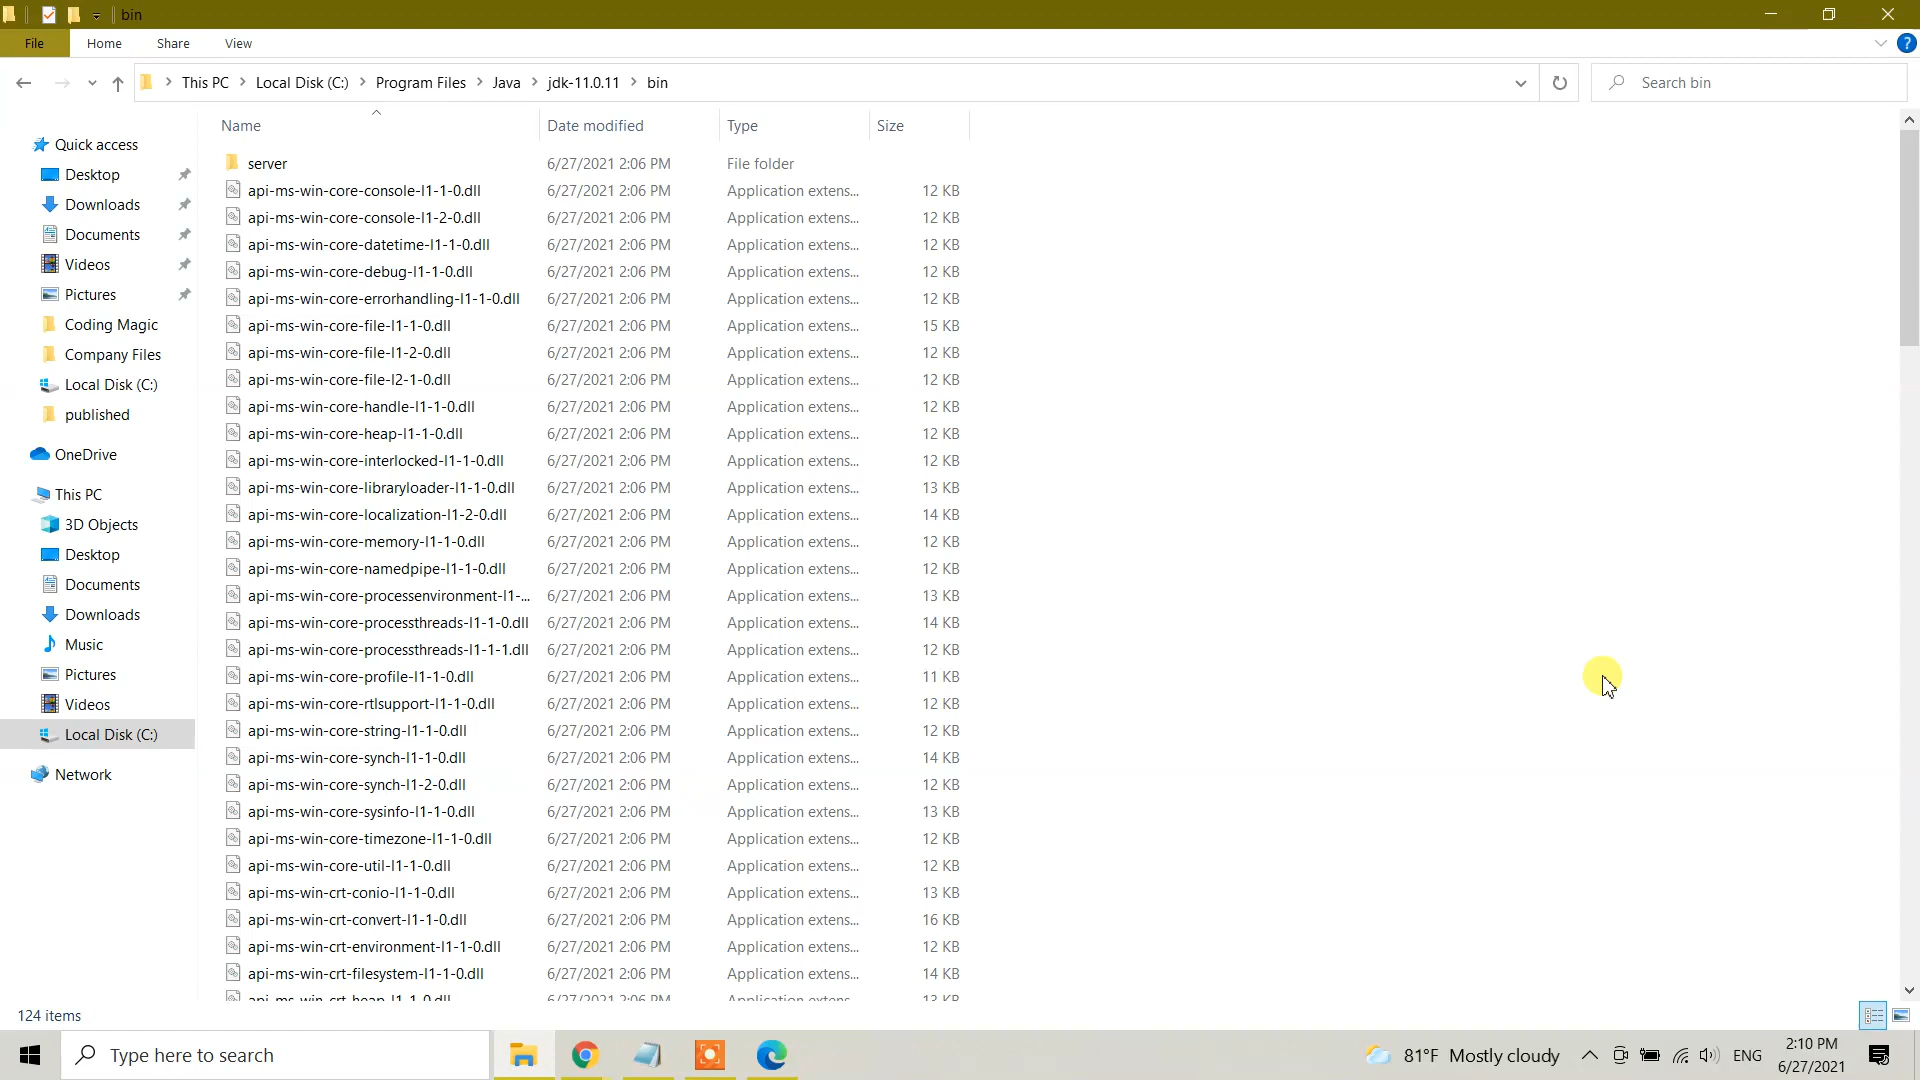 bin
File Home Share View
This PC Local Disk (C:) Program Files Java jdk-11.0.11 bin Search bin
Name Date modified Type Size
Quick access
Desktop
Downloads
Documents
Videos
Pictures
Coding Magic
Company Files
Local Disk (C:)
published
OneDrive
This PC
3D Objects
Desktop
Documents
Downloads
Music
Pictures
Videos
Local Disk (C:)
Network
server 6/27/2021 2:06 PM File folder
api-ms-win-core-console-l1-1-0.dll 6/27/2021 2:06 PM Application extens... 12 KB
api-ms-win-core-console-l1-2-0.dll 6/27/2021 2:06 PM Application extens... 12 KB
api-ms-win-core-datetime-l1-1-0.dll 6/27/2021 2:06 PM Application extens... 12 KB
api-ms-win-core-debug-l1-1-0.dll 6/27/2021 2:06 PM Application extens... 12 KB
api-ms-win-core-errorhandling-l1-1-0.dll 6/27/2021 2:06 PM Application extens... 12 KB
api-ms-win-core-file-l1-1-0.dll 6/27/2021 2:06 PM Application extens... 15 KB
api-ms-win-core-file-l1-2-0.dll 6/27/2021 2:06 PM Application extens... 12 KB
api-ms-win-core-file-l2-1-0.dll 6/27/2021 2:06 PM Application extens... 12 KB
api-ms-win-core-handle-l1-1-0.dll 6/27/2021 2:06 PM Application extens... 12 KB
api-ms-win-core-heap-l1-1-0.dll 6/27/2021 2:06 PM Application extens... 12 KB
api-ms-win-core-interlocked-l1-1-0.dll 6/27/2021 2:06 PM Application extens... 12 KB
api-ms-win-core-libraryloader-l1-1-0.dll 6/27/2021 2:06 PM Application extens... 13 KB
api-ms-win-core-localization-l1-2-0.dll 6/27/2021 2:06 PM Application extens... 14 KB
api-ms-win-core-memory-l1-1-0.dll 6/27/2021 2:06 PM Application extens... 12 KB
api-ms-win-core-namedpipe-l1-1-0.dll 6/27/2021 2:06 PM Application extens... 12 KB
api-ms-win-core-processenvironment-l1-... 6/27/2021 2:06 PM Application extens... 13 KB
api-ms-win-core-processthreads-l1-1-0.dll 6/27/2021 2:06 PM Application extens... 14 KB
api-ms-win-core-processthreads-l1-1-1.dll 6/27/2021 2:06 PM Application extens... 12 KB
api-ms-win-core-profile-l1-1-0.dll 6/27/2021 2:06 PM Application extens... 11 KB
api-ms-win-core-rtlsupport-l1-1-0.dll 6/27/2021 2:06 PM Application extens... 12 KB
api-ms-win-core-string-l1-1-0.dll 6/27/2021 2:06 PM Application extens... 12 KB
api-ms-win-core-synch-l1-1-0.dll 6/27/2021 2:06 PM Application extens... 14 KB
api-ms-win-core-synch-l1-2-0.dll 6/27/2021 2:06 PM Application extens... 12 KB
api-ms-win-core-sysinfo-l1-1-0.dll 6/27/2021 2:06 PM Application extens... 13 KB
api-ms-win-core-timezone-l1-1-0.dll 6/27/2021 2:06 PM Application extens... 12 KB
api-ms-win-core-util-l1-1-0.dll 6/27/2021 2:06 PM Application extens... 12 KB
api-ms-win-crt-conio-l1-1-0.dll 6/27/2021 2:06 PM Application extens... 13 KB
api-ms-win-crt-convert-l1-1-0.dll 6/27/2021 2:06 PM Application extens... 16 KB
api-ms-win-crt-environment-l1-1-0.dll 6/27/2021 2:06 PM Application extens... 12 KB
api-ms-win-crt-filesystem-l1-1-0.dll 6/27/2021 2:06 PM Application extens... 14 KB
api-ms-win-crt-heap-l1-1-0.dll 6/27/2021 2:06 PM Application extens... 13 KB
124 items
Type here to search 81°F Mostly cloudy ENG 2:10 PM
6/27/2021